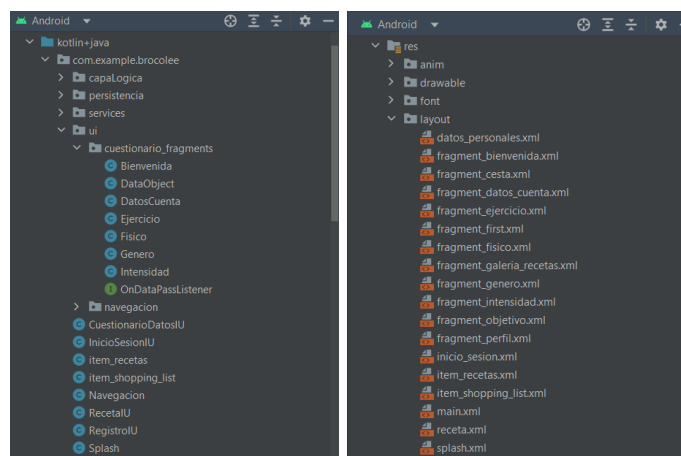 Android
kotlin+java
com.example.brocolee
capaLogica
persistencia
services
ui
cuestionario_fragments
Bienvenida
DataObject
DatosCuenta
Ejercicio
Fisico
Genero
Intensidad
OnDataPassListener
navegacion
CuestionarioDatosIU
InicioSesionIU
item_recetas
item_shopping_list
Navegacion
RecetaIU
RegistroIU
Splash
Android
res
anim
drawable
font
layout
datos_personales.xml
fragment_bienvenida.xml
fragment_cesta.xml
fragment_datos_cuenta.xml
fragment_ejercicio.xml
fragment_first.xml
fragment_fisico.xml
fragment_galeria_recetas.xml
fragment_genero.xml
fragment_intensidad.xml
fragment_objetivo.xml
fragment_perfil.xml
inicio_sesion.xml
item_recetas.xml
item_shopping_list.xml
main.xml
receta.xml
splash.xml